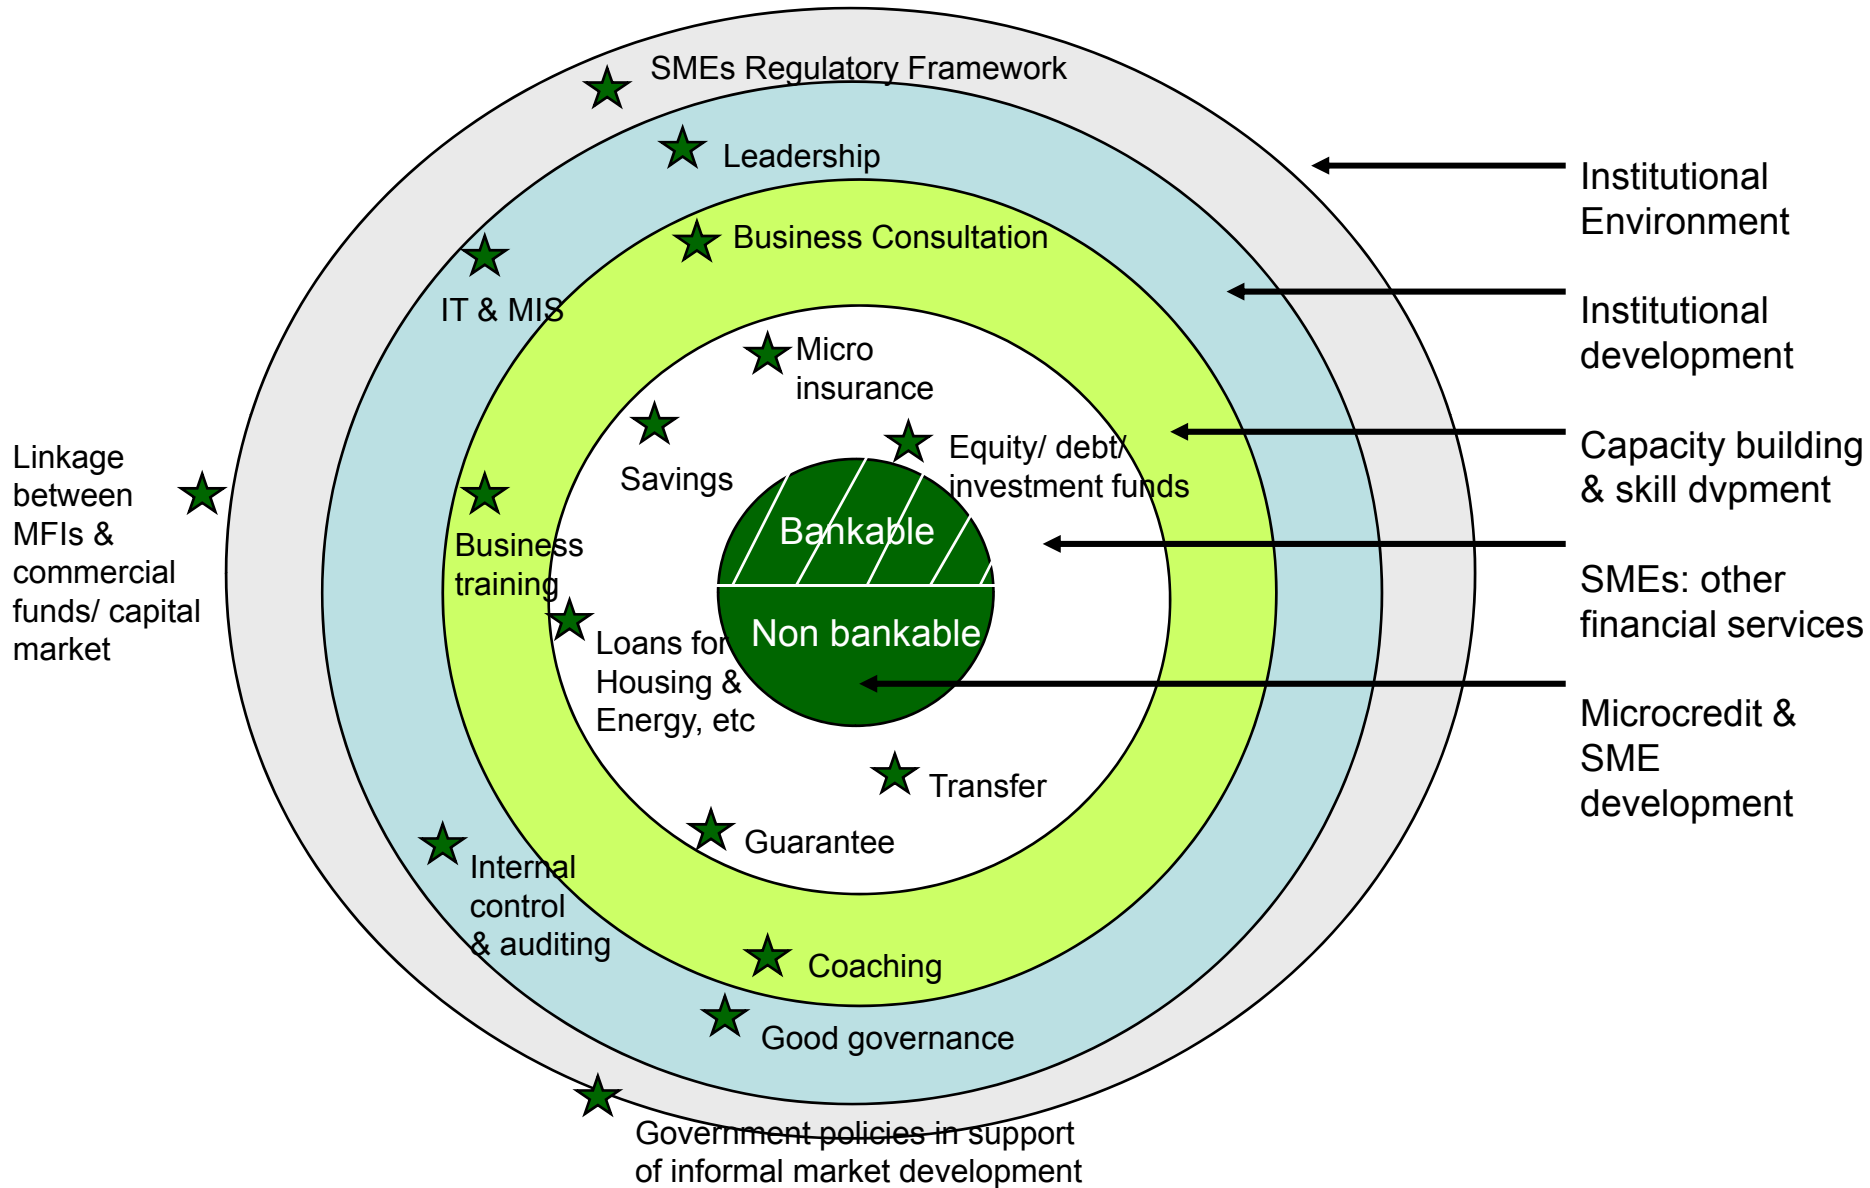 SMEs Regulatory Framework
Leadership
Business Consultation
IT & MIS
Micro
insurance
Savings
Equity/ debt/
investment funds
Linkage
between
MFIs &
commercial
funds/ capital
market
Business
training
Bankable
Non bankable
Loans for
Housing &
Energy, etc
Transfer
Guarantee
Internal
control
& auditing
Coaching
Good governance
Government policies in support
of informal market development
Institutional
Environment
Institutional
development
Capacity building
& skill dvpment
SMEs: other
financial services
Microcredit &
SME
development